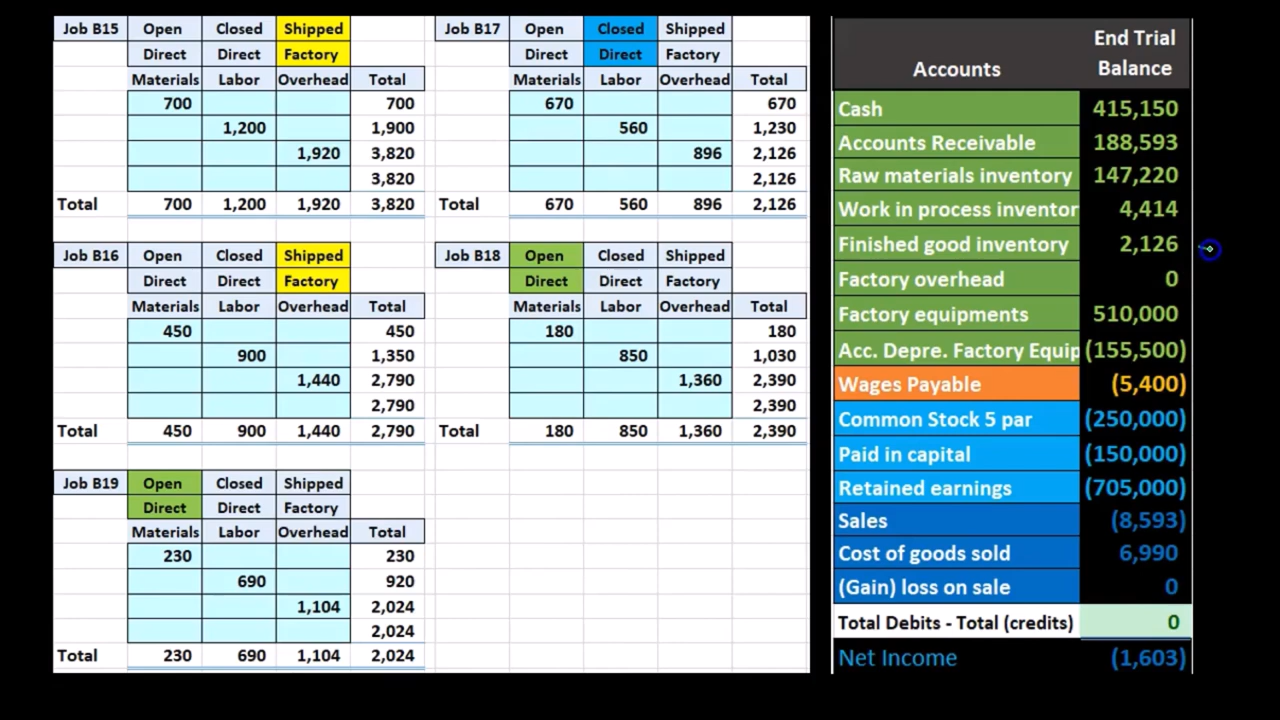 Job B15 Open Closed Shipped
Direct Direct Factory
Materials Labor Overhead Total
700 700
1,200 1,900
1,920 3,820
3,820
Total 700 1,200 1,920 3,820
Job B16 Open Closed Shipped
Direct Direct Factory
Materials Labor Overhead Total
450 450
900 1,350
1,440 2,790
2,790
Total 450 900 1,440 2,790
Job B19 Open Closed Shipped
Direct Direct Factory
Materials Labor Overhead Total
230 230
690 920
1,104 2,024
2,024
Total 230 690 1,104 2,024
Job B17 Open Closed Shipped
Direct Direct Factory
Materials Labor Overhead Total
670 670
560 1,230
896 2,126
2,126
Total 670 560 896 2,126
Job B18 Open Closed Shipped
Direct Direct Factory
Materials Labor Overhead Total
180 180
850 1,030
1,360 2,390
2,390
Total 180 850 1,360 2,390
End Trial
Accounts Balance
Cash 415,150
Accounts Receivable 188,593
Raw materials inventory 147,220
Work in process inventor 4,414
Finished good inventory 2,126
Factory overhead 0
Factory equipments 510,000
Acc. Depre. Factory Equip (155,500)
Wages Payable (5,400)
Common Stock 5 par (250,000)
Paid in capital (150,000)
Retained earnings (705,000)
Sales (8,593)
Cost of goods sold 6,990
(Gain) loss on sale 0
Total Debits - Total (credits) 0
Net Income (1,603)